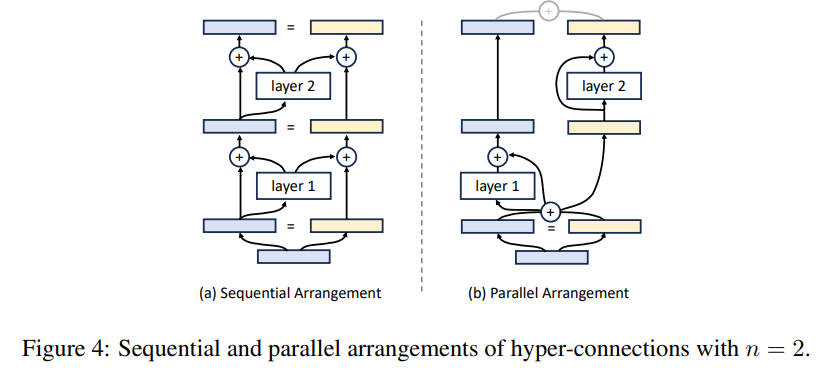 +
= 
+ +
layer 2 + layer 2
=
+ + +
layer 1 layer 1
+
= =
(a) Sequential Arrangement (b) Parallel Arrangement
Figure 4: Sequential and parallel arrangements of hyper-connections with n = 2.